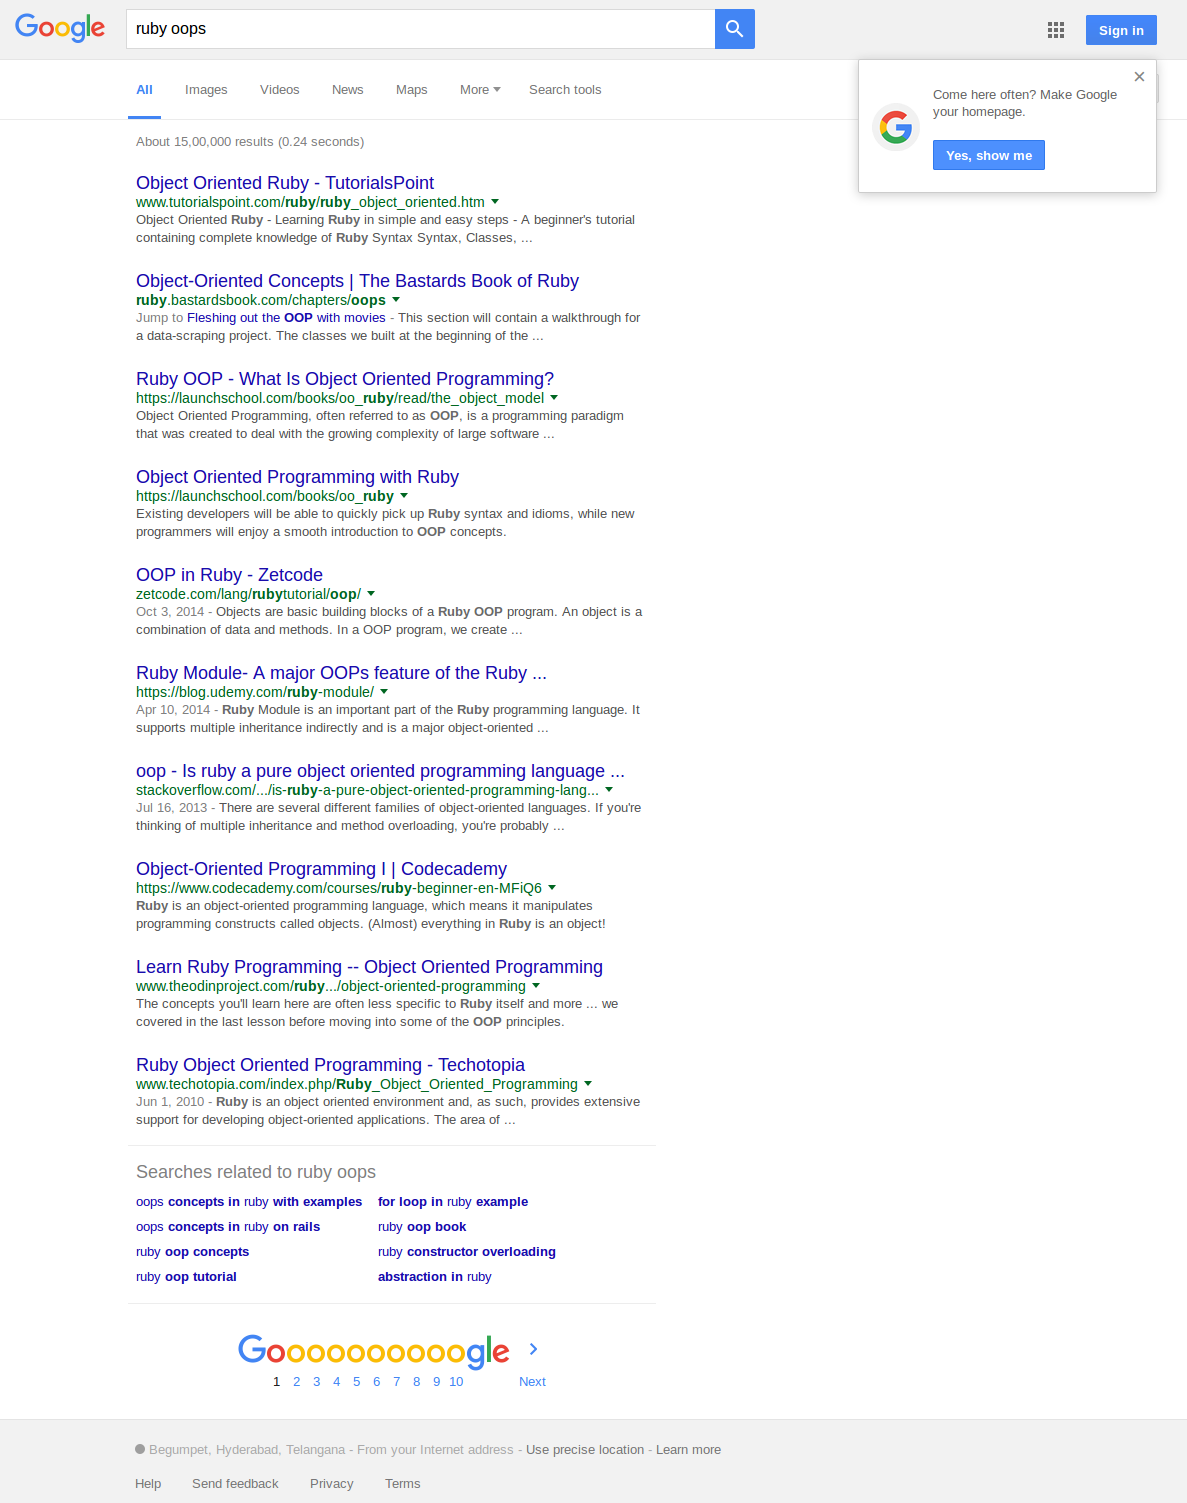 Google
ruby oops
Sign in
All Images Videos News Maps More Search tools
Come here often? Make Google
your homepage.
Yes, show me
About 15,00,000 results (0.24 seconds)
Object Oriented Ruby - TutorialsPoint
www.tutorialspoint.com/ruby/ruby_object_oriented.htm
Object Oriented Ruby - Learning Ruby in simple and easy steps - A beginner's tutorial
containing complete knowledge of Ruby Syntax Syntax, Classes, ...
Object-Oriented Concepts | The Bastards Book of Ruby
ruby.bastardsbook.com/chapters/oops
Jump to Fleshing out the OOP with movies - This section will contain a walkthrough for
a data-scraping project. The classes we built at the beginning of the ...
Ruby OOP - What Is Object Oriented Programming?
https://launchschool.com/books/oo_ruby/read/the_object_model
Object Oriented Programming, often referred to as OOP, is a programming paradigm
that was created to deal with the growing complexity of large software ...
Object Oriented Programming with Ruby
https://launchschool.com/books/oo_ruby
Existing developers will be able to quickly pick up Ruby syntax and idioms, while new
programmers will enjoy a smooth introduction to OOP concepts.
OOP in Ruby - Zetcode
zetcode.com/lang/rubytutorial/oop/
Oct 3, 2014 - Objects are basic building blocks of a Ruby OOP program. An object is a
combination of data and methods. In a OOP program, we create ...
Ruby Module- A major OOPs feature of the Ruby ...
https://blog.udemy.com/ruby-module/
Apr 10, 2014 - Ruby Module is an important part of the Ruby programming language. It
supports multiple inheritance indirectly and is a major object-oriented ...
oop - Is ruby a pure object oriented programming language ...
stackoverflow.com/.../is-ruby-a-pure-object-oriented-programming-lang...
Jul 16, 2013 - There are several different families of object-oriented languages. If you're
thinking of multiple inheritance and method overloading, you're probably ...
Object-Oriented Programming I | Codecademy
https://www.codecademy.com/courses/ruby-beginner-en-MFiQ6
Ruby is an object-oriented programming language, which means it manipulates
programming constructs called objects. (Almost) everything in Ruby is an object!
Learn Ruby Programming -- Object Oriented Programming
www.theodinproject.com/ruby.../object-oriented-programming
The concepts you'll learn here are often less specific to Ruby itself and more ... we
covered in the last lesson before moving into some of the OOP principles.
Ruby Object Oriented Programming - Techotopia
www.techotopia.com/index.php/Ruby_Object_Oriented_Programming
Jun 1, 2010 - Ruby is an object oriented environment and, as such, provides extensive
support for developing object-oriented applications. The area of ...
Searches related to ruby oops
oops concepts in ruby with examples for loop in ruby example
oops concepts in ruby on rails ruby oop book
ruby oop concepts ruby constructor overloading
ruby oop tutorial abstraction in ruby
Goooooooooogle
1 2 3 4 5 6 7 8 9 10 Next
Begumpet, Hyderabad, Telangana - From your Internet address - Use precise location - Learn more
Help Send feedback Privacy Terms